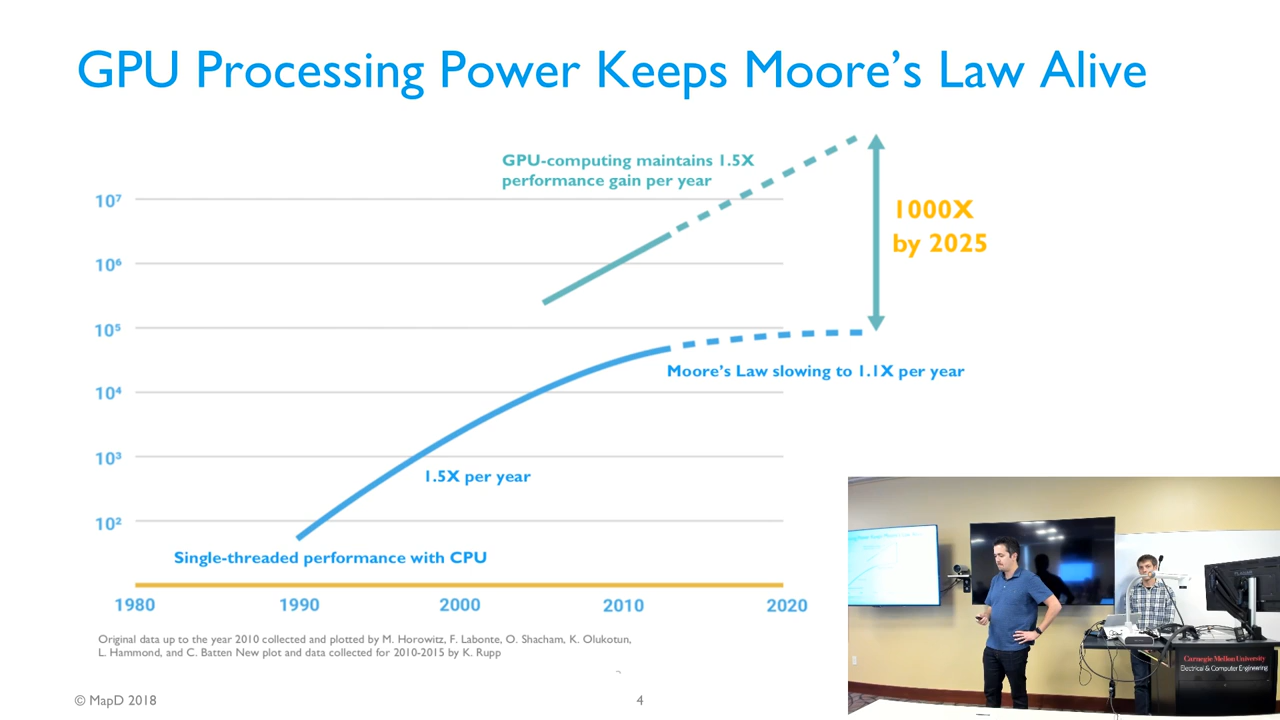 GPU Processing Power Keeps Moore's Law Alive
GPU-computing maintains 1.5X
performance gain per year
10⁷
10⁶
10⁵
10⁴
10³
10²
1000X
by 2025
Moore's Law slowing to 1.1X per year
1.5X per year
Single-threaded performance with CPU
1980 1990 2000 2010 2020
Original data up to the year 2010 collected and plotted by M. Horowitz, F. Labonte, O. Shacham, K. Olukotun,
L. Hammond, and C. Batten New plot and data collected for 2010-2015 by K. Rupp
© MapD 2018
4
Carnegie Mellon University
Electrical & Computer Engineering